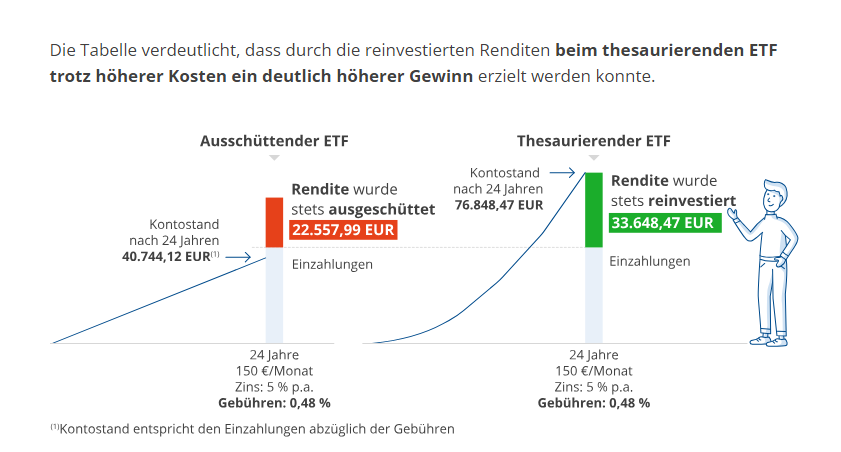 Die Tabelle verdeutlicht, dass durch die reinvestierten Renditen beim thesaurierenden ETF
trotz höherer Kosten ein deutlich höherer Gewinn erzielt werden konnte.
Ausschüttender ETF
Rendite wurde
stets ausgeschüttet
22.557,99 EUR
Kontostand
nach 24 Jahren
40.744,12 EUR(1)
Einzahlungen
24 Jahre
150 €/Monat
Zins: 5 % p.a.
Gebühren: 0,48 %
Thesaurierender ETF
Kontostand
nach 24 Jahren
76.848,47 EUR
Rendite wurde
stets reinvestiert
33.648,47 EUR
Einzahlungen
24 Jahre
150 €/Monat
Zins: 5 % p.a.
Gebühren: 0,48 %
(1)Kontostand entspricht den Einzahlungen abzüglich der Gebühren